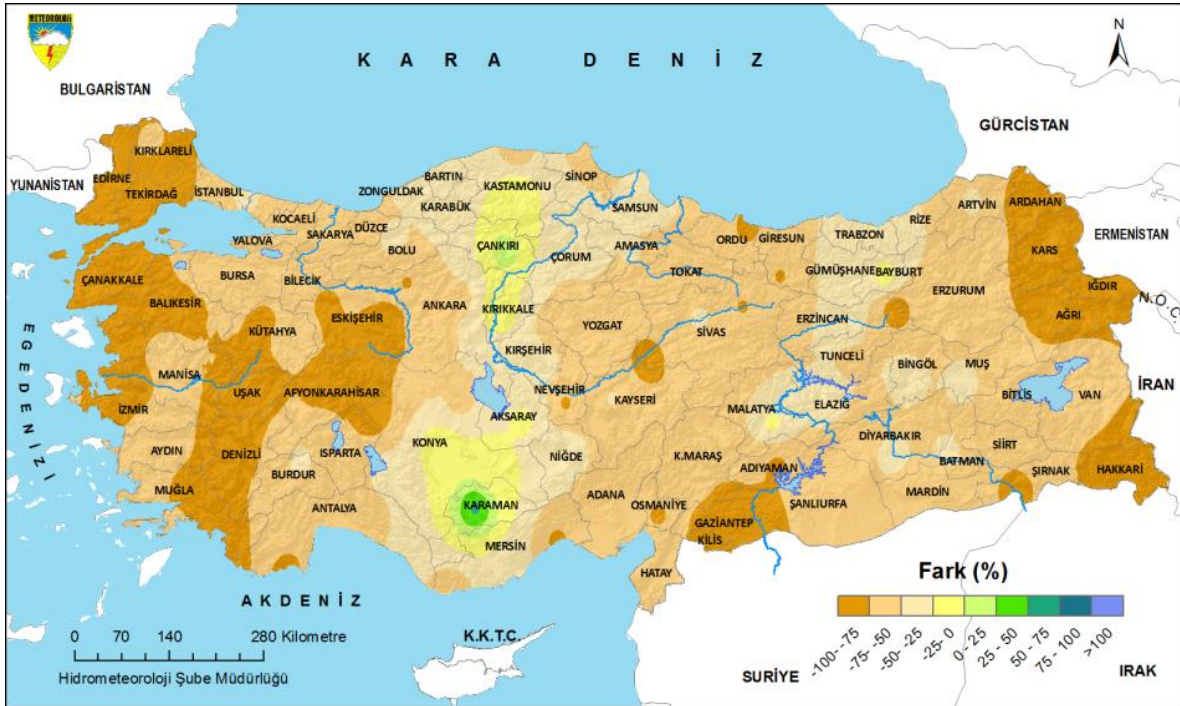 METEOROLOJİ
N
K A R A D E N İ Z
BULGARİSTAN
GÜRCİSTAN
YUNANİSTAN
ERMENİSTAN
N.Ö.C.
İRAN
E G E D E N İ Z İ
KIRKLARELİ
EDİRNE
TEKİRDAĞ
İSTANBUL
KOCAELİ
YALOVA
SAKARYA
DÜZCE
ZONGULDAK
BARTIN
KARABÜK
KASTAMONU
SİNOP
SAMSUN
BOLU
ÇANKIRI
ÇORUM
AMASYA
ORDU
GİRESUN
TRABZON
RİZE
ARTVİN
ARDAHAN
KARS
IĞDIR
AĞRI
ÇANAKKALE
BALIKESİR
BURSA
BİLECİK
ESKİŞEHİR
KÜTAHYA
ANKARA
KIRIKKALE
YOZGAT
TOKAT
SİVAS
GÜMÜŞHANE
BAYBURT
ERZURUM
ERZİNCAN
TUNCELİ
BİNGÖL
MUŞ
BİTLİS
VAN
MANİSA
İZMİR
UŞAK
AFYONKARAHİSAR
KIRŞEHİR
NEVŞEHİR
KAYSERİ
AKSARAY
MALATYA
ELAZIĞ
DİYARBAKIR
BATMAN
SİİRT
ŞIRNAK
HAKKARİ
AYDIN
DENİZLİ
MUĞLA
BURDUR
ISPARTA
ANTALYA
KONYA
KARAMAN
NİĞDE
MERSİN
ADANA
OSMANİYE
K.MARAŞ
ADIYAMAN
GAZİANTEP
KİLİS
ŞANLIURFA
MARDİN
HATAY
A K D E N İ Z
K.K.T.C.
SURİYE
IRAK
0 70 140 280 Kilometre
Hidrometeoroloji Şube Müdürlüğü
Fark (%)
-100- -75
-75- -50
-50- -25
-25- 0
0 - 25
25 - 50
50 - 75
75 - 100
>100